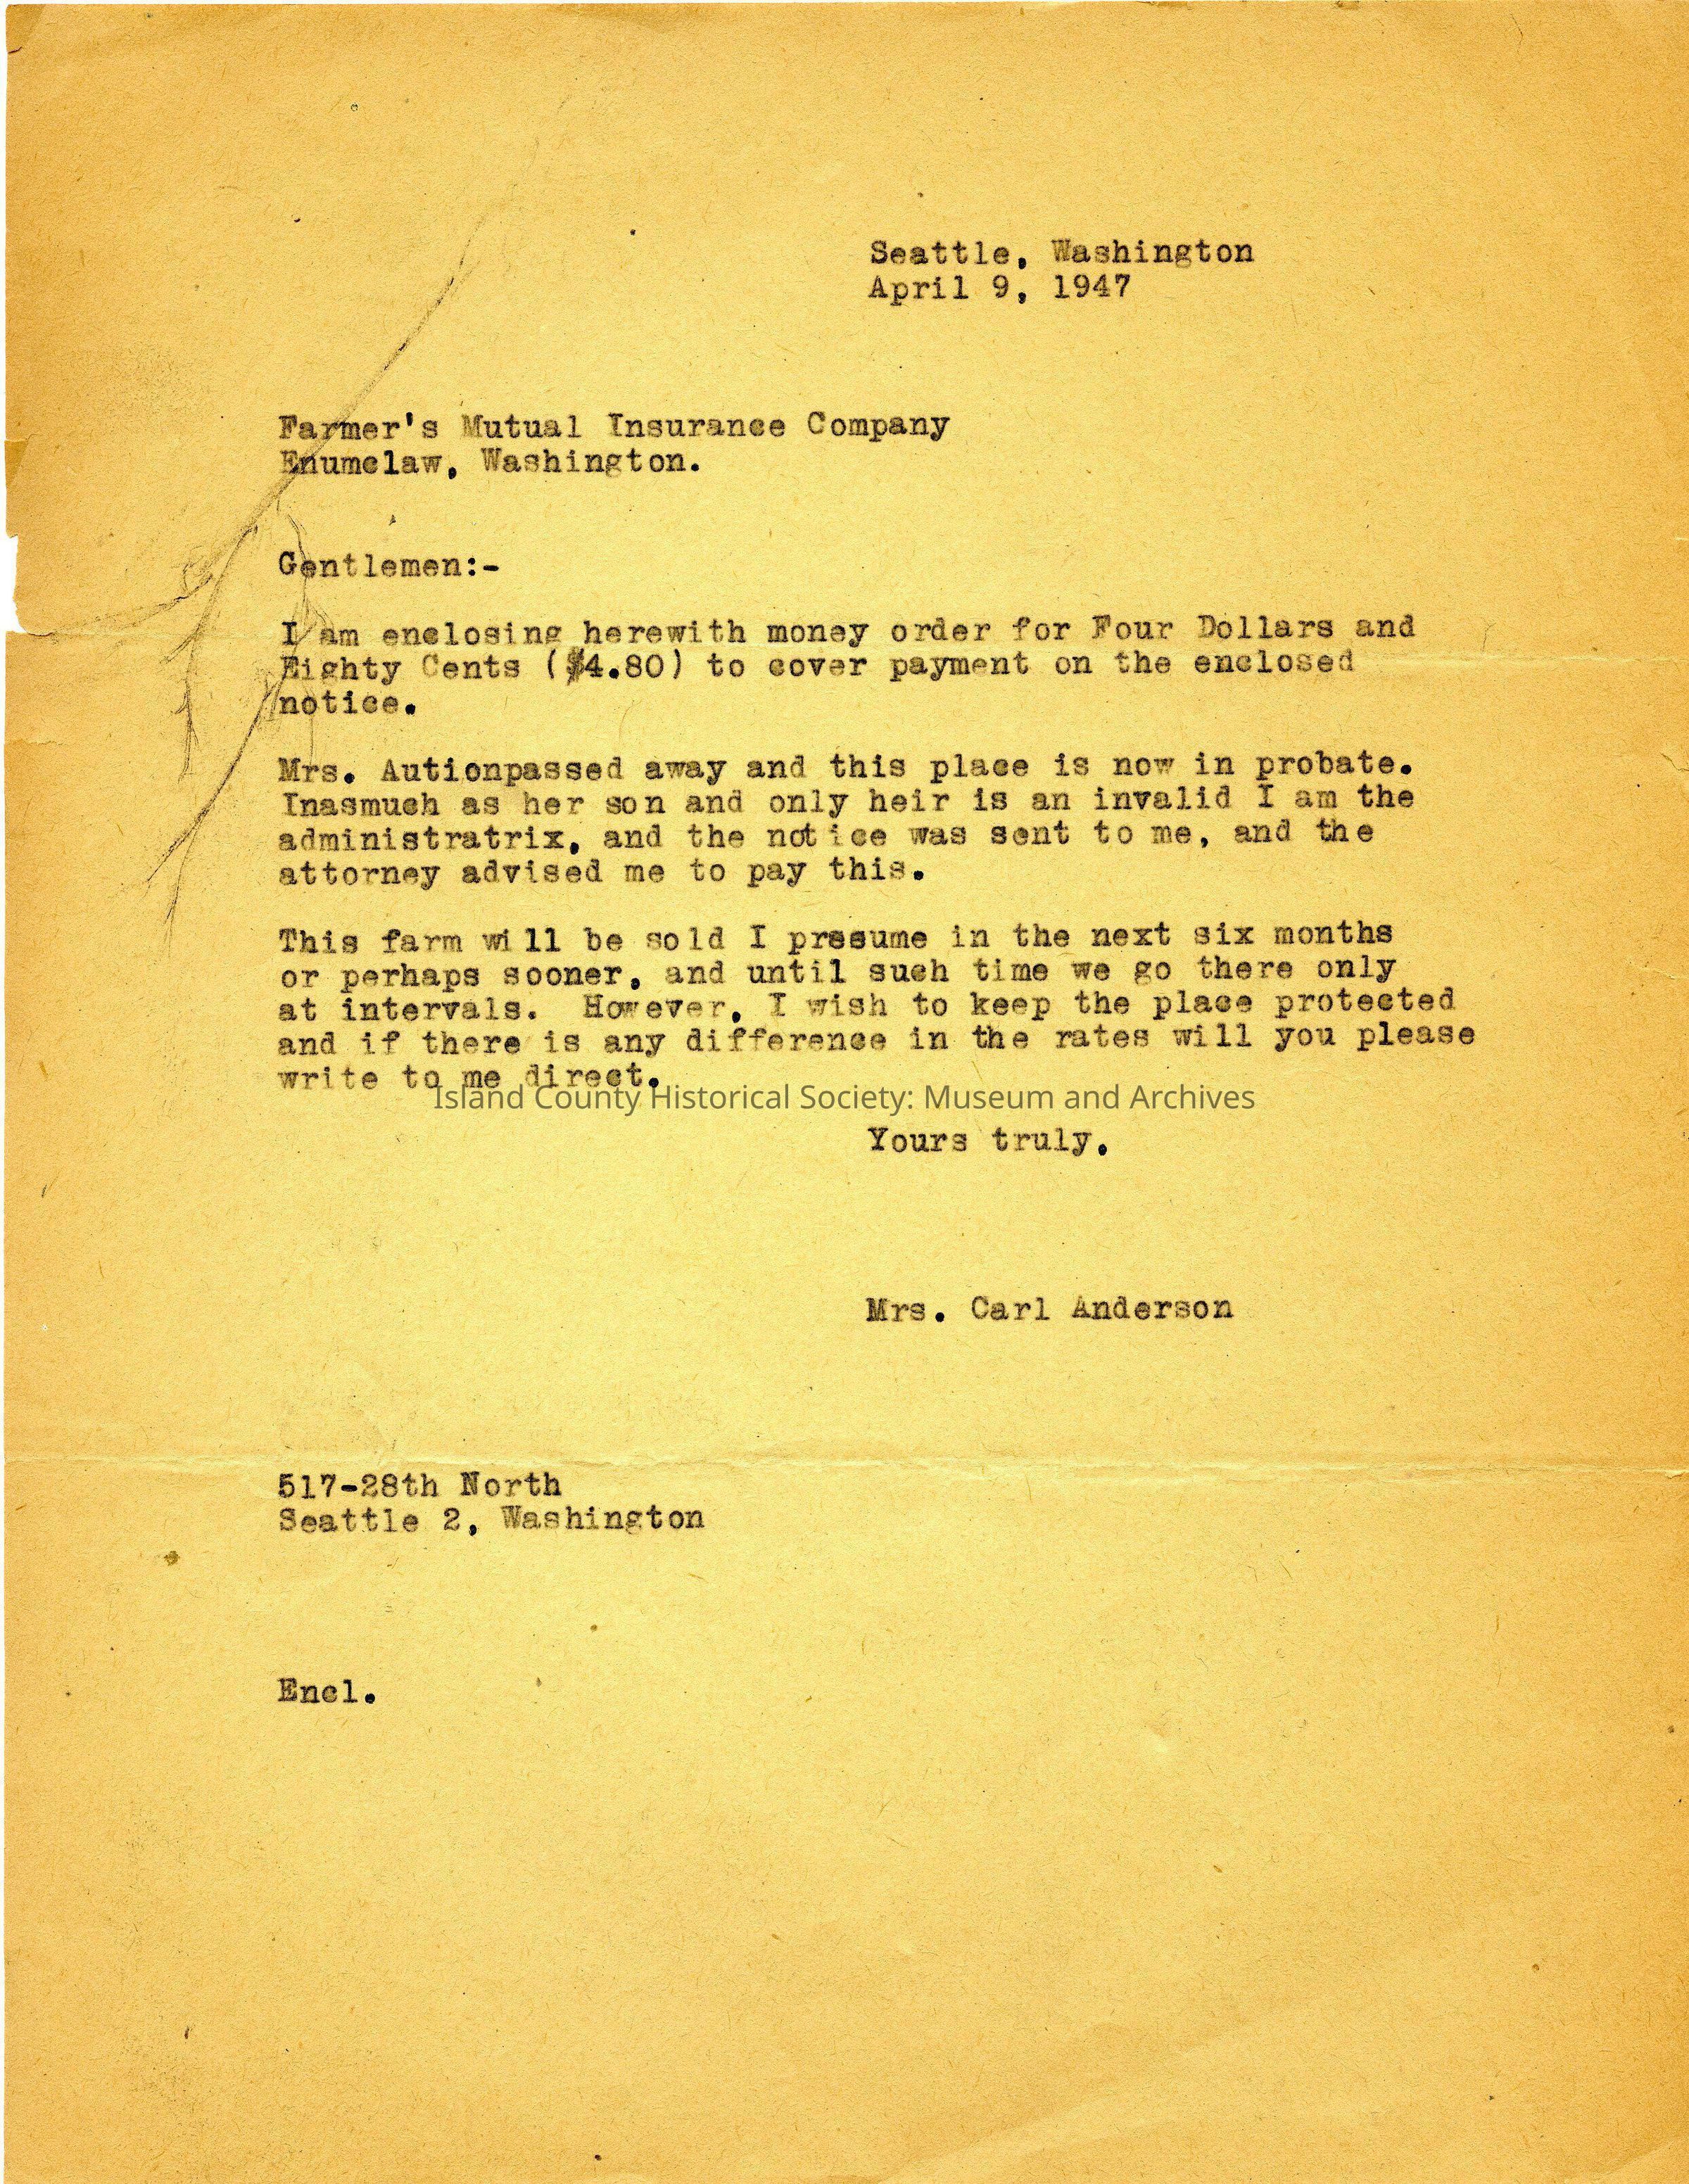 Seattle, Washington
April 9, 1947
Farmer's Mutual Insurance Company
Enumclaw, Washington.
Gentlemen:-
I am enclosing herewith money order for Four Dollars and
Eighty Cents ($4.80) to cover payment on the enclosed
notice.
Mrs. Autionpassed away and this place is now in probate.
Inasmuch as her son and only heir is an invalid I am the
administratrix, and the notice was sent to me, and the
attorney advised me to pay this.
This farm will be sold I presume in the next six months
or perhaps sooner, and until such time we go there only
at intervals. However, I wish to keep the place protected
and if there is any difference in the rates will you please
write to me direct.
Island County Historical Society: Museum and Archives
Yours truly,
Mrs. Carl Anderson
517-28th North
Seattle 2, Washington
Encl.